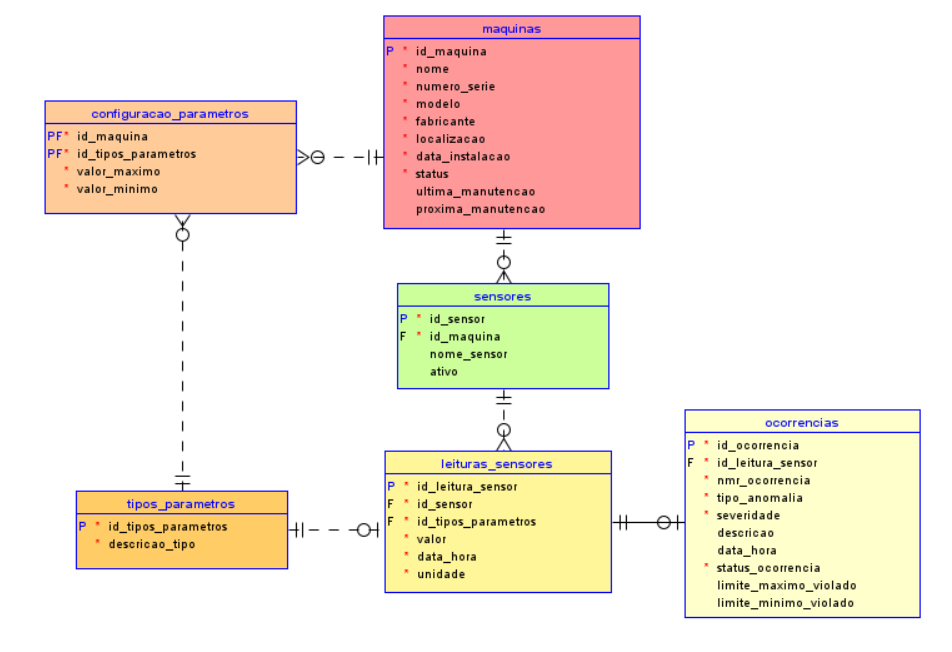 maquinas
P * id_maquina
* nome
* numero_serie
* modelo
* fabricante
* localizacao
* data_instalacao
* status
ultima_manutencao
proxima_manutencao
configuracao_parametros
PF* id_maquina
PF* id_tipos_parametros
* valor_maximo
* valor_minimo
sensores
P * id_sensor
F * id_maquina
nome_sensor
ativo
leituras_sensores
P * id_leitura_sensor
F * id_sensor
F * id_tipos_parametros
* valor
* data_hora
* unidade
ocorrencias
P * id_ocorrencia
F * id_leitura_sensor
* nmr_ocorrencia
* tipo_anomalia
* severidade
descricao
data_hora
* status_ocorrencia
limite_maximo_violado
limite_minimo_violado
tipos_parametros
P * id_tipos_parametros
* descricao_tipo